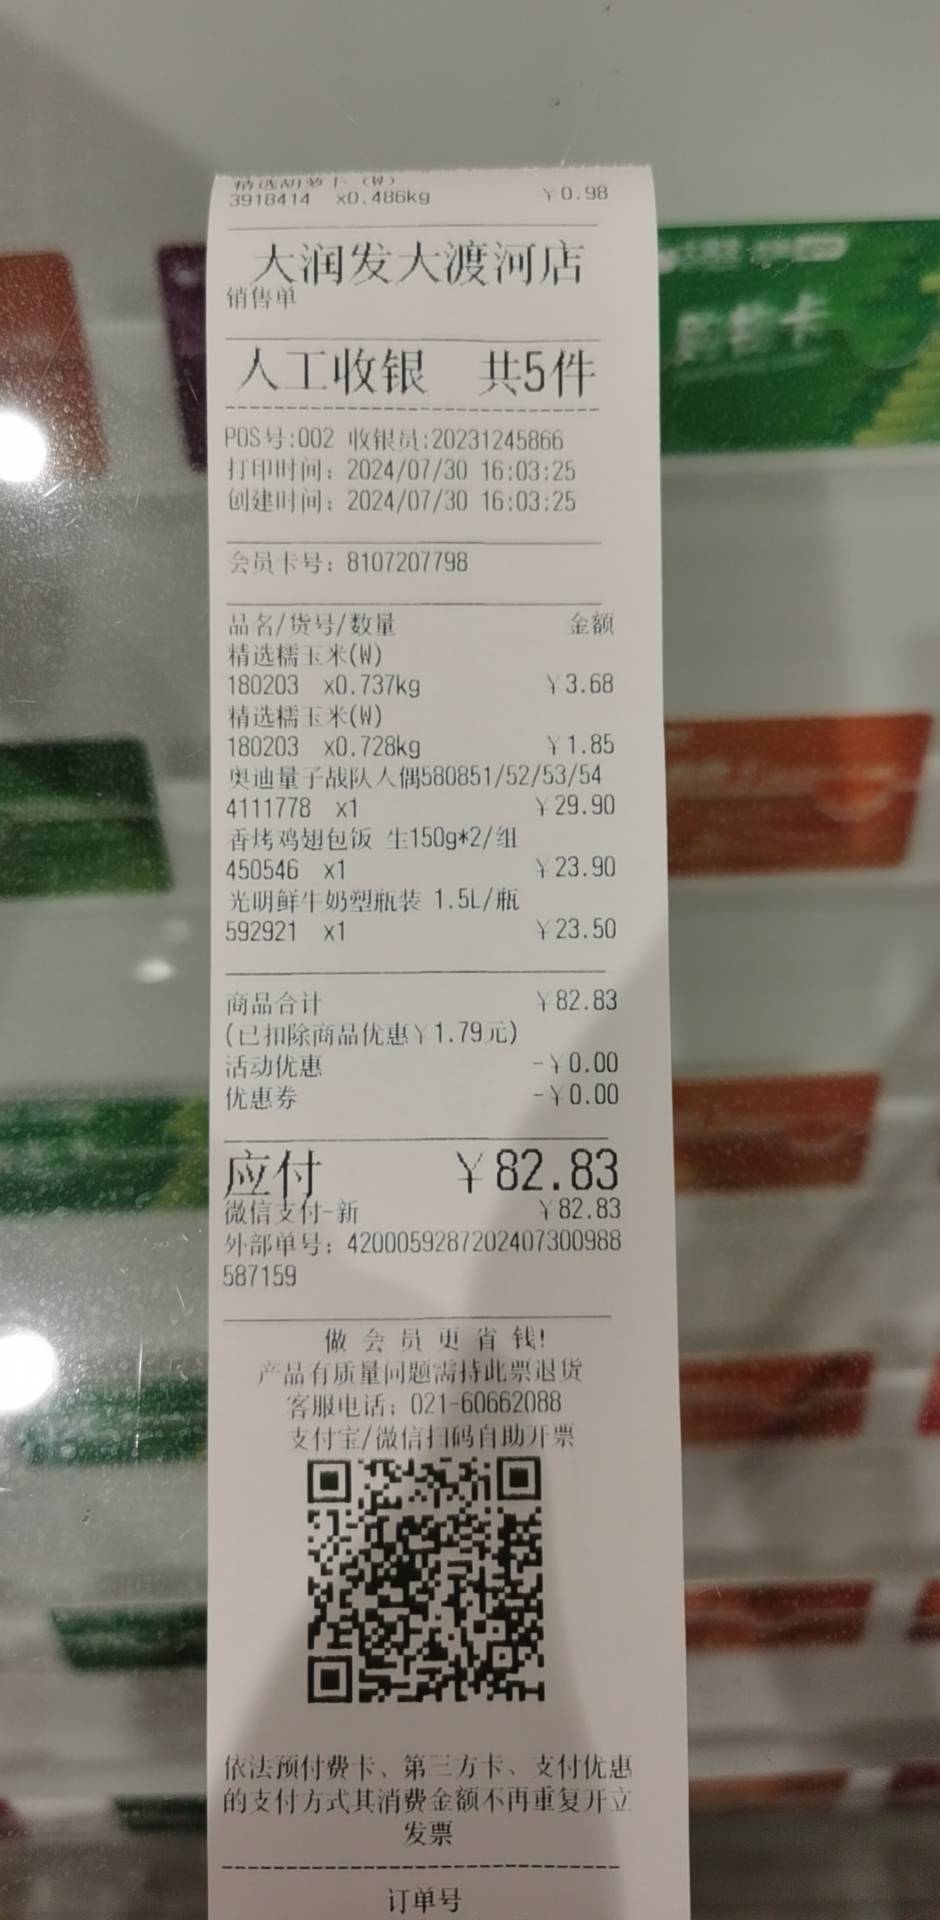 精选胡萝卜(W)
3918414 x0.486kg ￥0.98
大润发大渡河店
销售单
人工收银 共5件
POS号:002 收银员:20231245866
打印时间: 2024/07/30 16:03:25
创建时间: 2024/07/30 16:03:25
会员卡号: 8107207798
品名/货号/数量 金额
精选糯玉米(W)
180203 x0.737kg ￥3.68
精选糯玉米(W)
180203 x0.728kg ￥1.85
奥迪量子战队人偶580851/52/53/54
4111778 x1 ￥29.90
香烤鸡翅包饭 生150g*2/组
450546 x1 ￥23.90
光明鲜牛奶塑瓶装 1.5L/瓶
592921 x1 ￥23.50
商品合计 ￥82.83
(已扣除商品优惠￥1.79元)
活动优惠 -￥0.00
优惠券 -￥0.00
应付 ￥82.83
微信支付-新 ￥82.83
外部单号: 4200059287202407300988
587159
做会员更省钱!
产品有质量问题需持此票退货
客服电话: 021-60662088
支付宝/微信扫码自助开票
依法预付费卡、第三方卡、支付优惠
的支付方式其消费金额不再重复开立
发票
订单号
购物卡